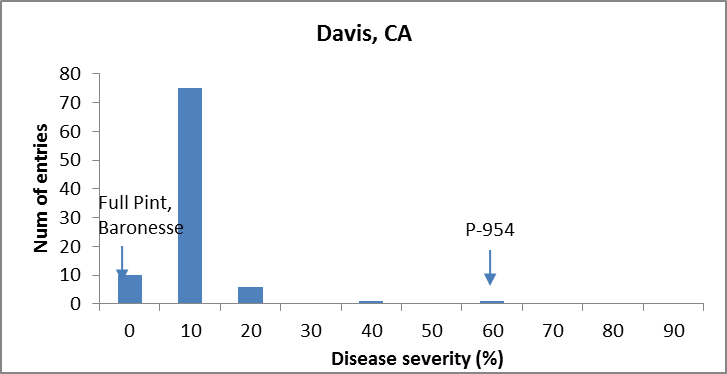 Davis, CA
Num of entries
80
70
60
50
40
30
20
10
0
Full Pint,
Baronesse
P-954
0 10 20 30 40 50 60 70 80 90
Disease severity (%)